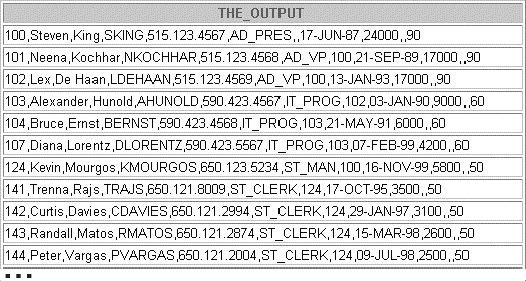 THE_OUTPUT
100,Steven,King,SKING,515.123.4567,AD_PRES,,17-JUN-87,24000,,90
101,Neena,Kochhar,NKOCHHAR,515.123.4568,AD_VP,100,21-SEP-89,17000,,90
102,Lex,De Haan,LDEHAAN,515.123.4569,AD_VP,100,13-JAN-93,17000,,90
103,Alexander,Hunold,AHUNOLD,590.423.4567,IT_PROG,102,03-JAN-90,9000,,60
104,Bruce,Ernst,BERNST,590.423.4568,IT_PROG,103,21-MAY-91,6000,,60
107,Diana,Lorentz,DLORENTZ,590.423.5567,IT_PROG,103,07-FEB-99,4200,,60
124,Kevin,Mourgos,KMOURGOS,650.123.5234,ST_MAN,100,16-NOV-99,5800,,50
141,Trenna,Rajs,TRAJS,650.121.8009,ST_CLERK,124,17-OCT-95,3500,,50
142,Curtis,Davies,CDAVIES,650.121.2994,ST_CLERK,124,29-JAN-97,3100,,50
143,Randall,Matos,RMATOS,650.121.2874,ST_CLERK,124,15-MAR-98,2600,,50
144,Peter,Vargas,PVARGAS,650.121.2004,ST_CLERK,124,09-JUL-98,2500,,50
...